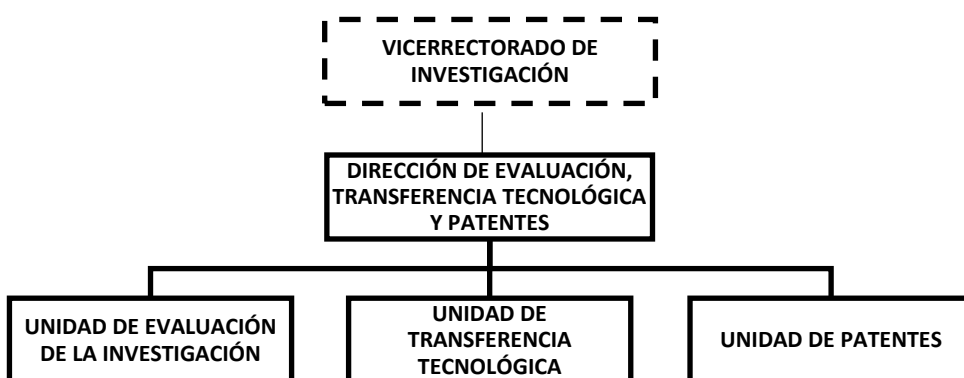 VICERRECTORADO DE
INVESTIGACIÓN
DIRECCIÓN DE EVALUACIÓN,
TRANSFERENCIA TECNOLÓGICA
Y PATENTES
UNIDAD DE EVALUACIÓN
DE LA INVESTIGACIÓN
UNIDAD DE
TRANSFERENCIA
TECNOLÓGICA
UNIDAD DE PATENTES